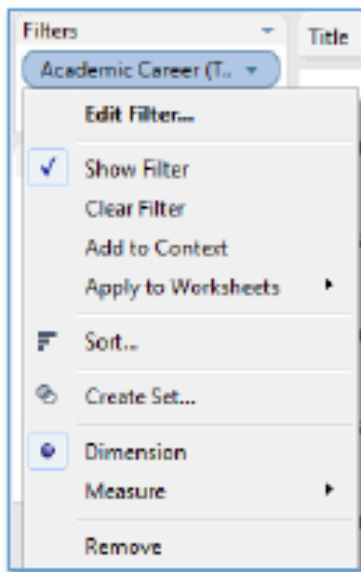 Filters
Title
Academic Career (T..
Edit Filter...
Show Filter
Clear Filter
Add to Context
Apply to Worksheets
Sort...
Create Set...
Dimension
Measure
Remove